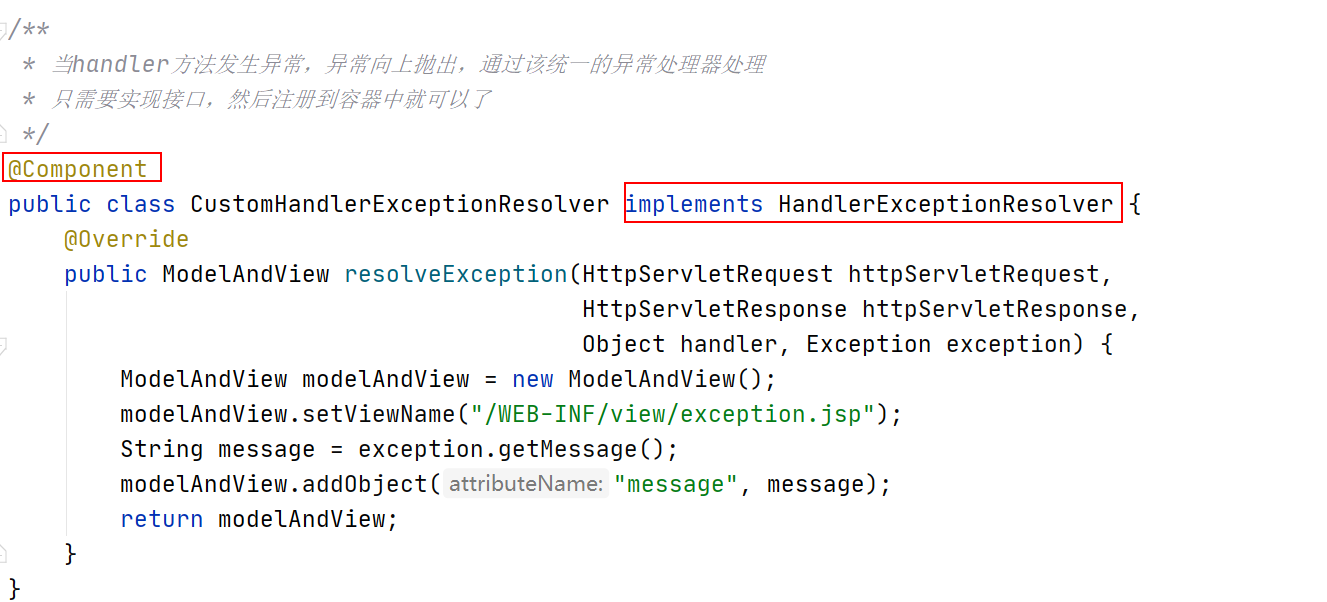 /**
 * 当handler方法发生异常，异常向上抛出，通过该统一的异常处理器处理
 * 只需要实现接口，然后注册到容器中就可以了
 */
@Component
public class CustomHandlerExceptionResolver implements HandlerExceptionResolver {
    @Override
    public ModelAndView resolveException(HttpServletRequest httpServletRequest,
                                         HttpServletResponse httpServletResponse,
                                         Object handler, Exception exception) {
        ModelAndView modelAndView = new ModelAndView();
        modelAndView.setViewName("/WEB-INF/view/exception.jsp");
        String message = exception.getMessage();
        modelAndView.addObject( attributeName: "message", message);
        return modelAndView;
    }
}